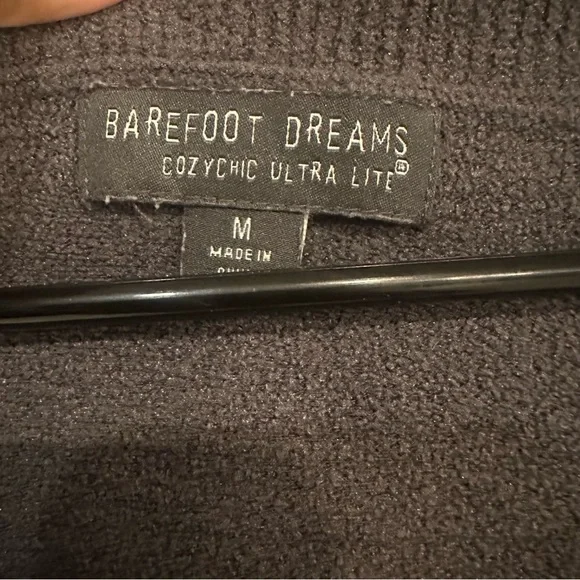 BAREFOOT DREAMS
COZYCHIC ULTRA LITE®
M
MADE IN